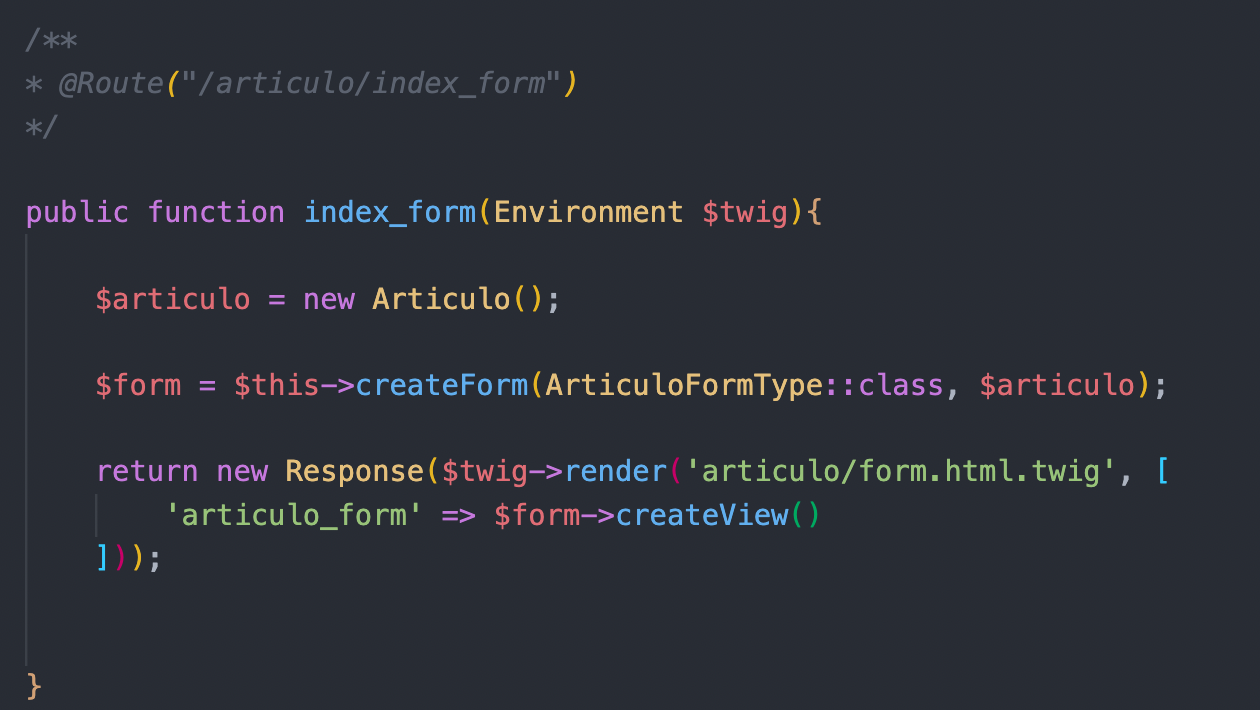 /**
* @Route("/articulo/index_form")
*/
public function index_form(Environment $twig){
$articulo = new Articulo();
$form = $this->createForm(ArticuloFormType::class, $articulo);
return new Response($twig->render('articulo/form.html.twig', [
'articulo_form' => $form->createView()
]));
}